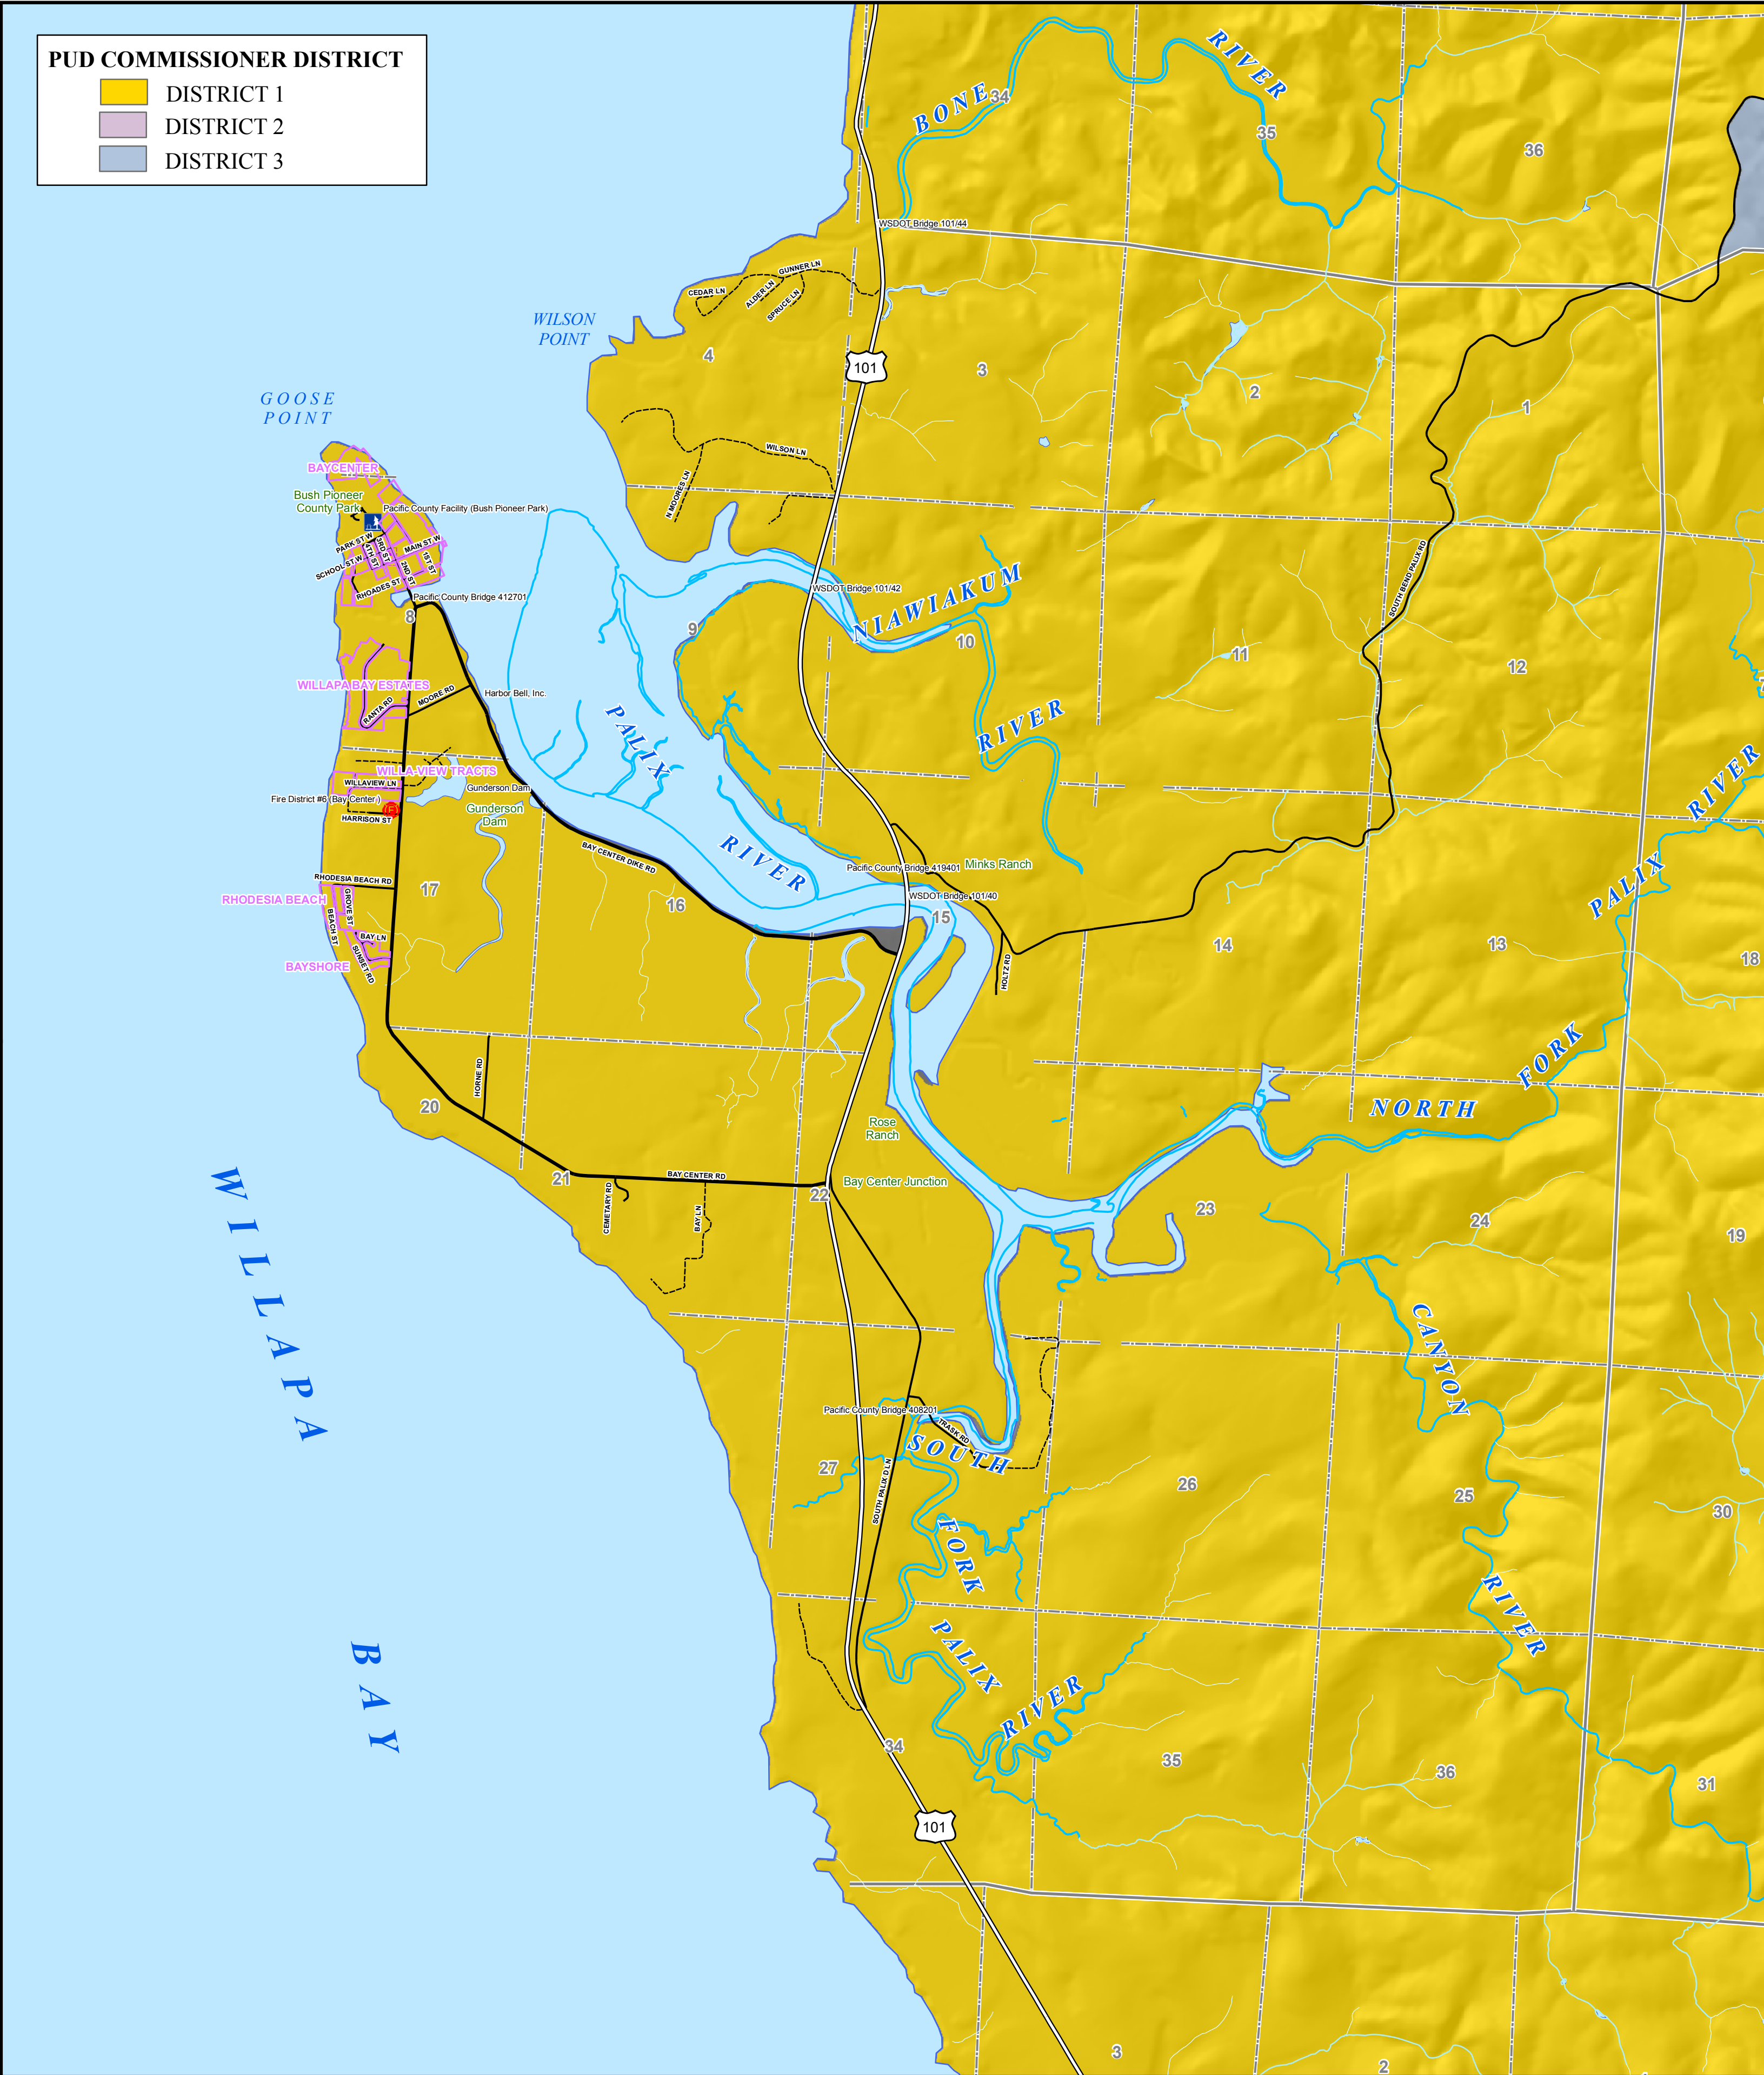 PUD COMMISSIONER DISTRICT
DISTRICT 1
DISTRICT 2
DISTRICT 3
RIVER
BONE
34
35
36
WSDOT Bridge 101/44
GUNNER LN
CEDAR LN
ALDER LN
SPRUCE LN
WILSON
POINT
4
101
3
2
1
GOOSE
POINT
WILSON LN
N MOORES LN
BAYCENTER
Bush Pioneer
County Park
Pacific County Facility (Bush Pioneer Park)
PARK ST W
3RD ST
4TH ST
MAIN ST W
1ST ST
SCHOOL ST W
2ND ST
RHOADES ST
Pacific County Bridge 412701
8
SOUTH BEND PALIX RD
WSDOT Bridge 101/42
NIAWIAKUM
RIVER
9
10
11
12
WILLAPA BAY ESTATES
RANTA RD
MOORE RD
Harbor Bell, Inc.
PALIX
RIVER
WILLA-VIEW TRACTS
WILLAVIEW LN
Gunderson Dam
Fire District #6 (Bay Center)
HARRISON ST
Gunderson
Dam
BAY CENTER DIKE RD
Pacific County Bridge 419401
Minks Ranch
WSDOT Bridge 101/40
RHODESIA BEACH RD
RHODESIA BEACH
GROVE ST
BEACH ST
BAY LN
SUNSET RD
BAYSHORE
17
16
15
14
13
18
HOLTZ RD
RIVER
PALIX
FORK
NORTH
HORNE RD
20
Rose
Ranch
21
BAY CENTER RD
22
Bay Center Junction
CEMETARY RD
BAY LN
23
24
19
WILLAPA
BAY
CANYON
RIVER
Pacific County Bridge 408201
TRASK RD
SOUTH
FORK
PALIX
RIVER
SOUTH PALIX D LN
27
26
25
30
34
35
36
31
101
3
2